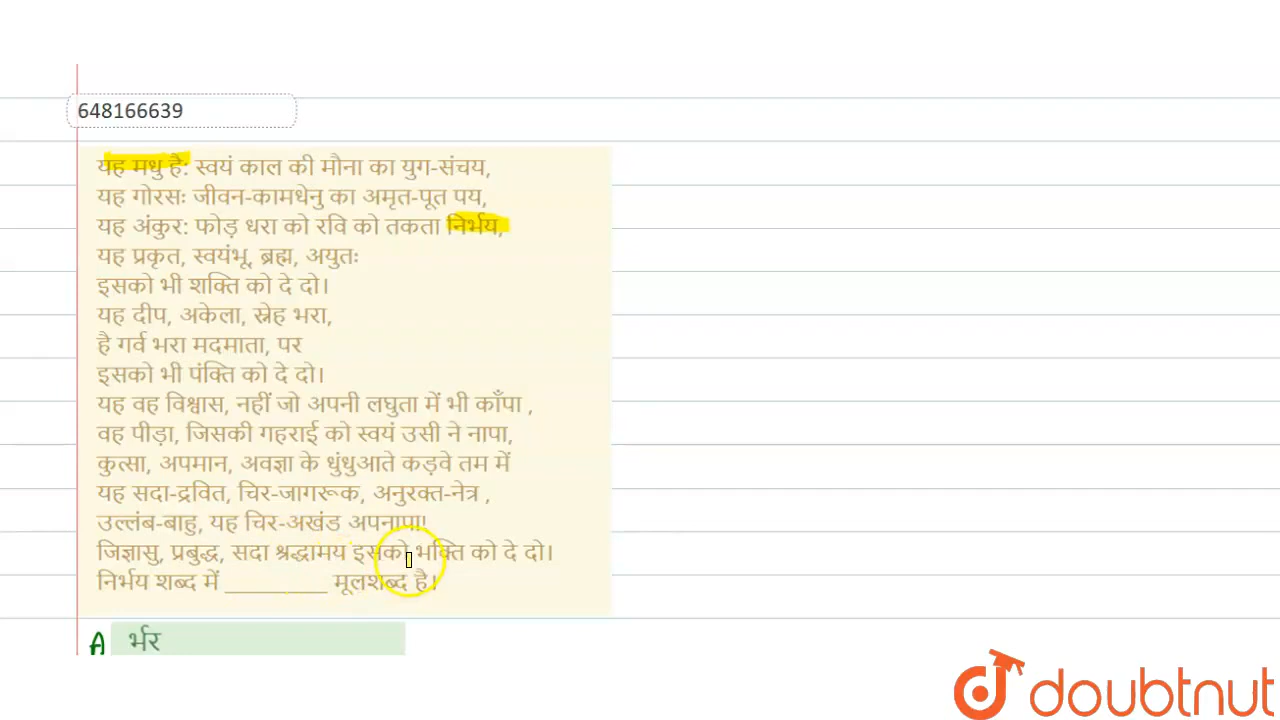 648166639
यह मधु है: स्वयं काल की मौना का युग-संचय,
यह गोरसः जीवन-कामधेनु का अमृत-पूत पय,
यह अंकुर: फोड़ धरा को रवि को तकता निर्भय,
यह प्रकृत, स्वयंभू, ब्रह्म, अयुतः
इसको भी शक्ति को दे दो।
यह दीप, अकेला, स्नेह भरा,
है गर्व भरा मदमाता, पर
इसको भी पंक्ति को दे दो।
यह वह विश्वास, नहीं जो अपनी लघुता में भी काँपा ,
वह पीड़ा, जिसकी गहराई को स्वयं उसी ने नापा,
कुत्सा, अपमान, अवज्ञा के धुंधुआते कड़वे तम में
यह सदा-द्रवित, चिर-जागरूक, अनुरक्त-नेत्र ,
उल्लंब-बाहु, यह चिर-अखंड अपनापा!
जिज्ञासु, प्रबुद्ध, सदा श्रद्धामय इसको भक्ति को दे दो।
निर्भय शब्द में _________ मूलशब्द है।
A र्भर
doubtnut